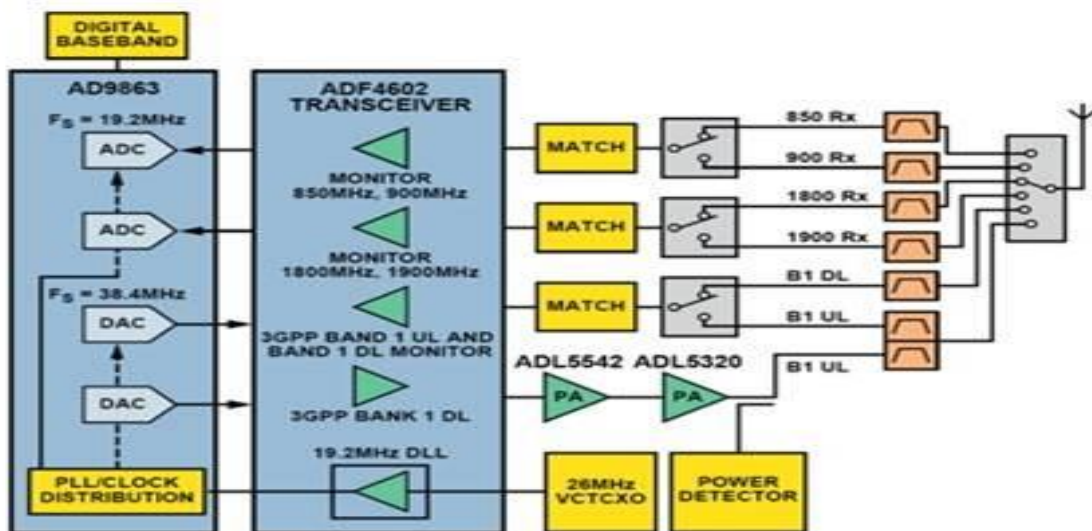 DIGITAL
BASEBAND
AD9863
F_S = 19.2MHz
ADC
ADC
F_S = 38.4MHz
DAC
DAC
PLL/CLOCK
DISTRIBUTION
ADF4602
TRANSCEIVER
MONITOR
850MHz, 900MHz
MONITOR
1800MHz, 1900MHz
3GPP BAND 1 UL AND
BAND 1 DL MONITOR
3GPP BANK 1 DL
19.2MHz DLL
MATCH
MATCH
MATCH
ADL5542
ADL5320
PA
PA
26MHz
VCTCXO
POWER
DETECTOR
850 Rx
900 Rx
1800 Rx
1900 Rx
B1 DL
B1 UL
B1 UL